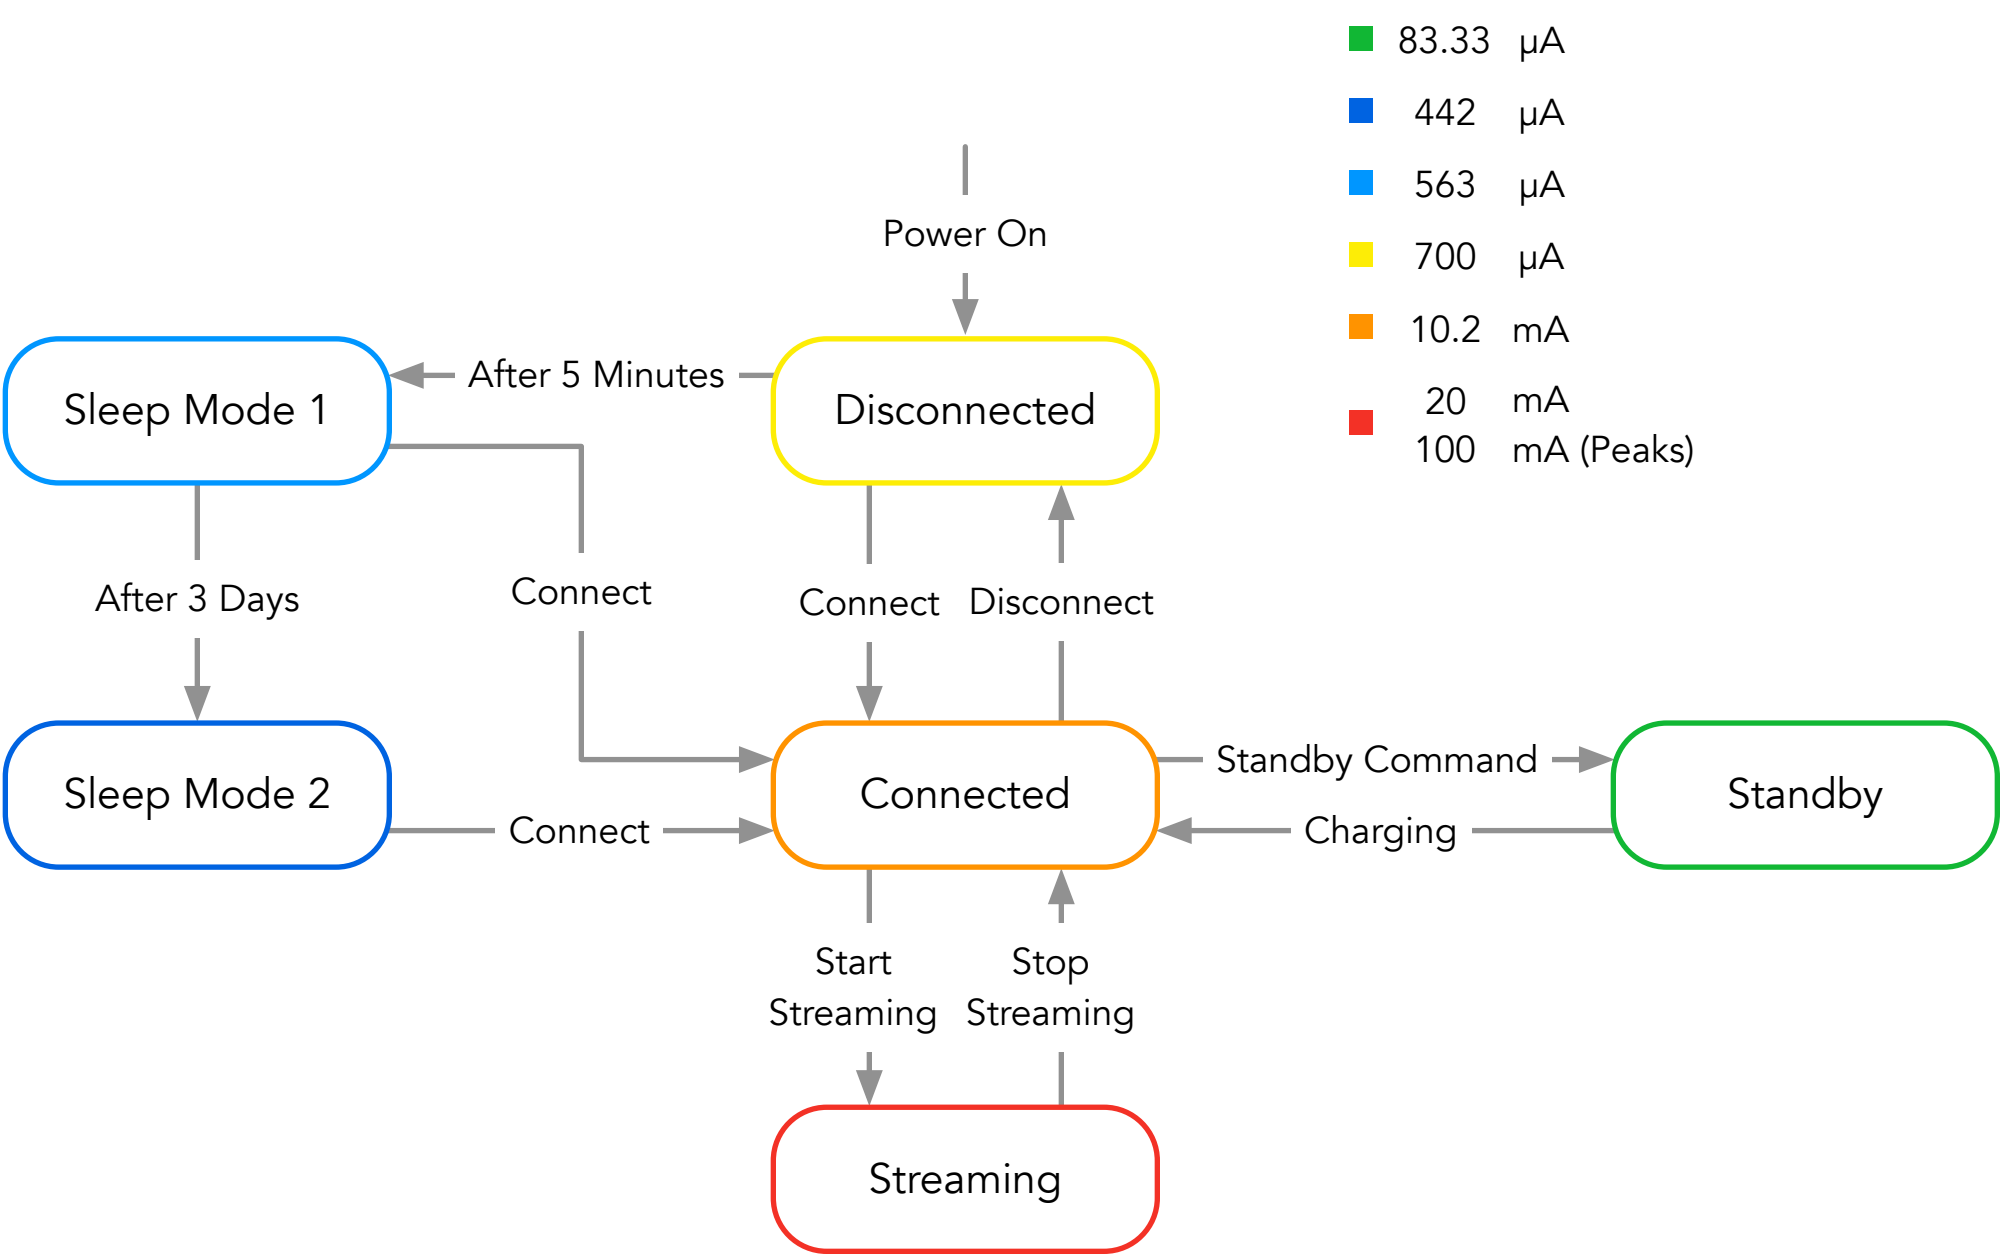 83.33 µA
442 µA
563 µA
700 µA
10.2 mA
20 mA
100 mA (Peaks)
Power On
After 5 Minutes
Sleep Mode 1
Disconnected
After 3 Days
Connect
Connect
Disconnect
Sleep Mode 2
Connect
Connected
Standby Command
Charging
Standby
Start
Streaming
Stop
Streaming
Streaming